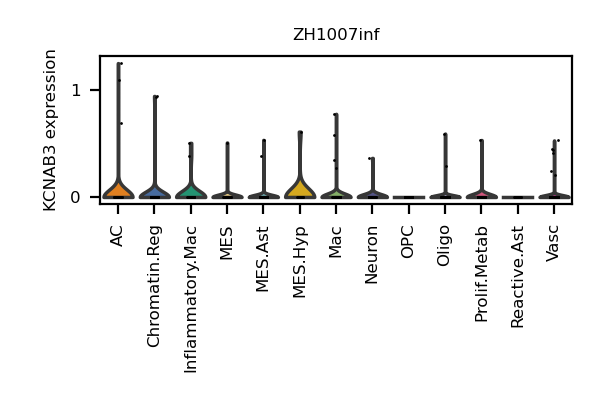 ZH1007inf
KCNAB3 expression
1
0
AC
Chromatin.Reg
Inflammatory.Mac
MES
MES.Ast
MES.Hyp
Mac
Neuron
OPC
Oligo
Prolif.Metab
Reactive.Ast
Vasc